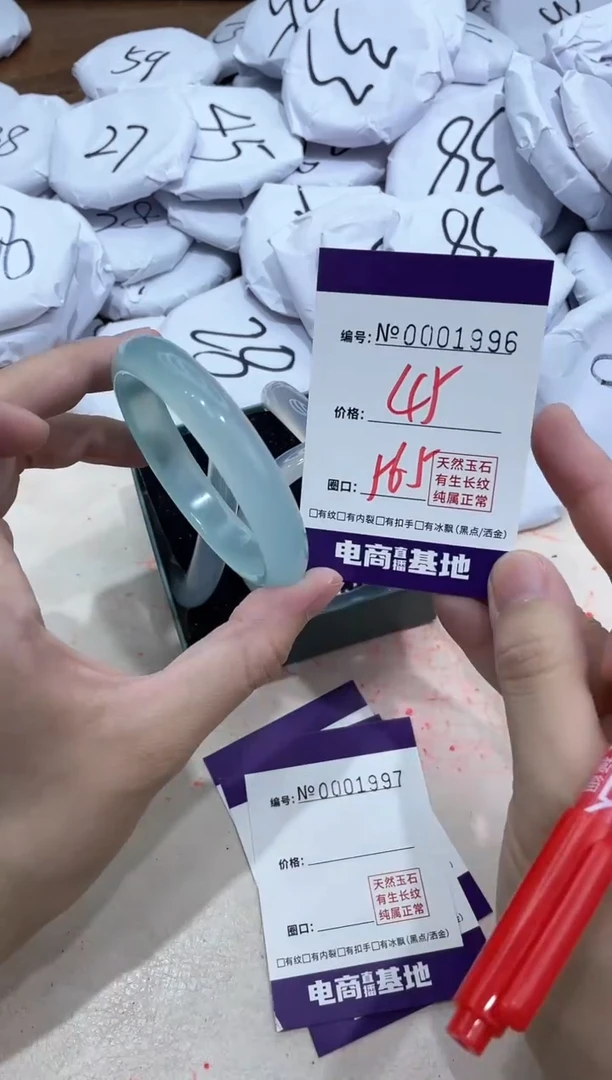 59
33
27
45
36
28
编号:№0001996
价格:45
圈口:565
天然玉石
有生长纹
纯属正常
□有纹□有内裂□有扣手□有冰飘(黑点/洒金)
电商直播基地
编号:№0001997
价格:
圈口:
天然玉石
有生长纹
纯属正常
□有纹□有内裂□有扣手□有冰飘(黑点/洒金)
电商直播基地